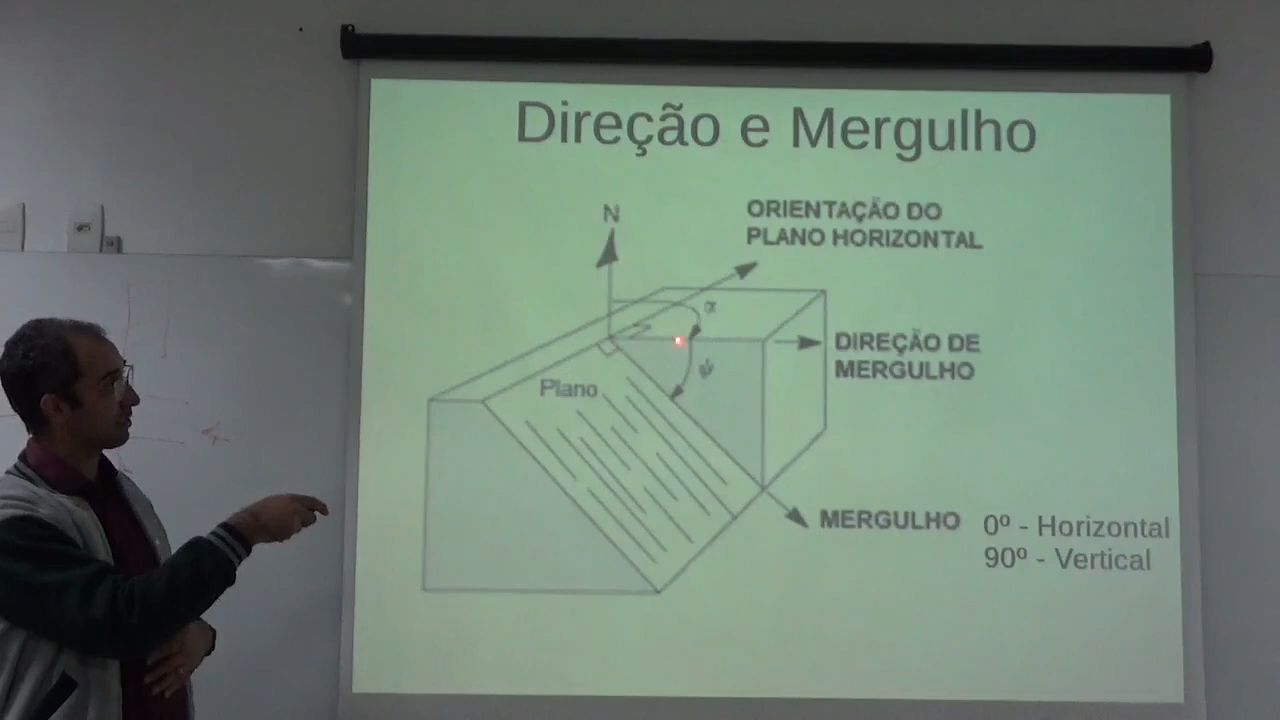 Direção e Mergulho
N
ORIENTAÇÃO DO
PLANO HORIZONTAL
α
DIREÇÃO DE
MERGULHO
ψ
Plano
MERGULHO
0º - Horizontal
90º - Vertical